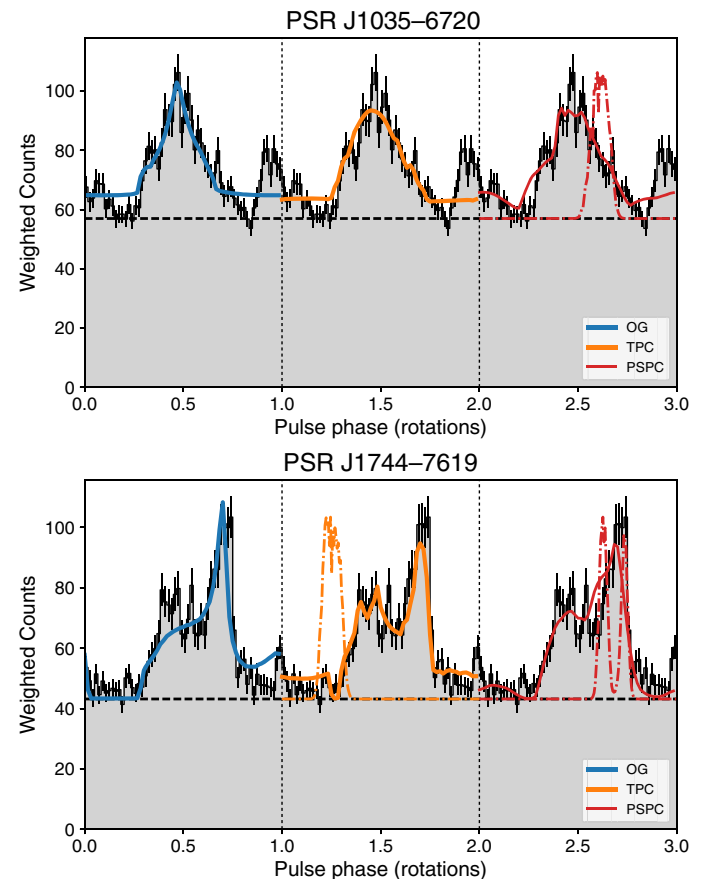 PSR J1035–6720
Weighted Counts
100
80
60
40
20
0
OG
TPC
PSPC
0.0 0.5 1.0 1.5 2.0 2.5 3.0
Pulse phase (rotations)
PSR J1744–7619
Weighted Counts
100
80
60
40
20
0
OG
TPC
PSPC
0.0 0.5 1.0 1.5 2.0 2.5 3.0
Pulse phase (rotations)